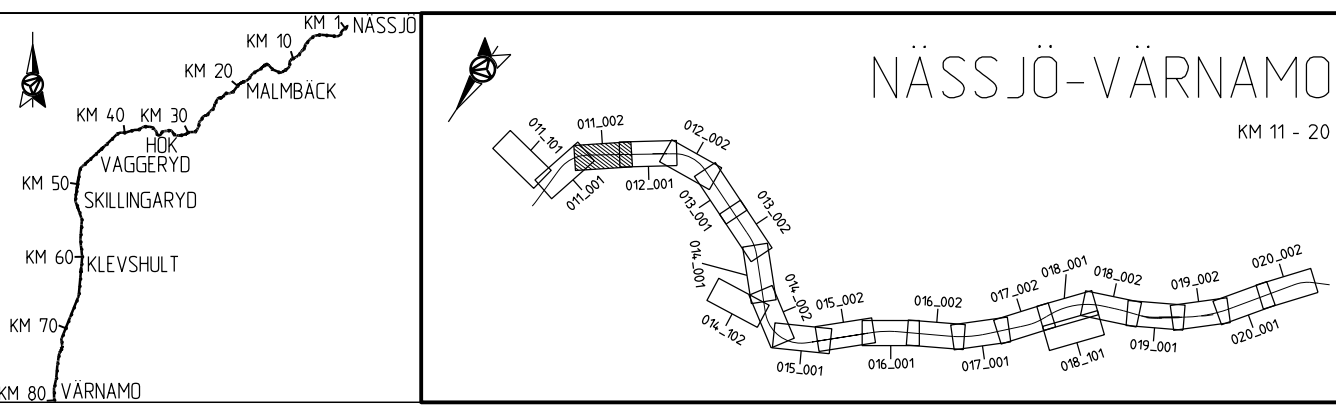 KM 1
NÄSSJÖ
KM 10
KM 20
MALMBÄCK
KM 40
KM 30
HOK
VAGGERYD
KM 50
SKILLINGARYD
KM 60
KLEVSHULT
KM 70
KM 80
VÄRNAMO
NÄSSJÖ-VÄRNAMO
KM 11 - 20
011_101
011_002
012_002
011_001
012_001
013_001
013_002
014_001
014_002
014_102
015_002
015_001
016_002
016_001
017_002
017_001
018_001
018_002
018_101
019_002
019_001
020_002
020_001